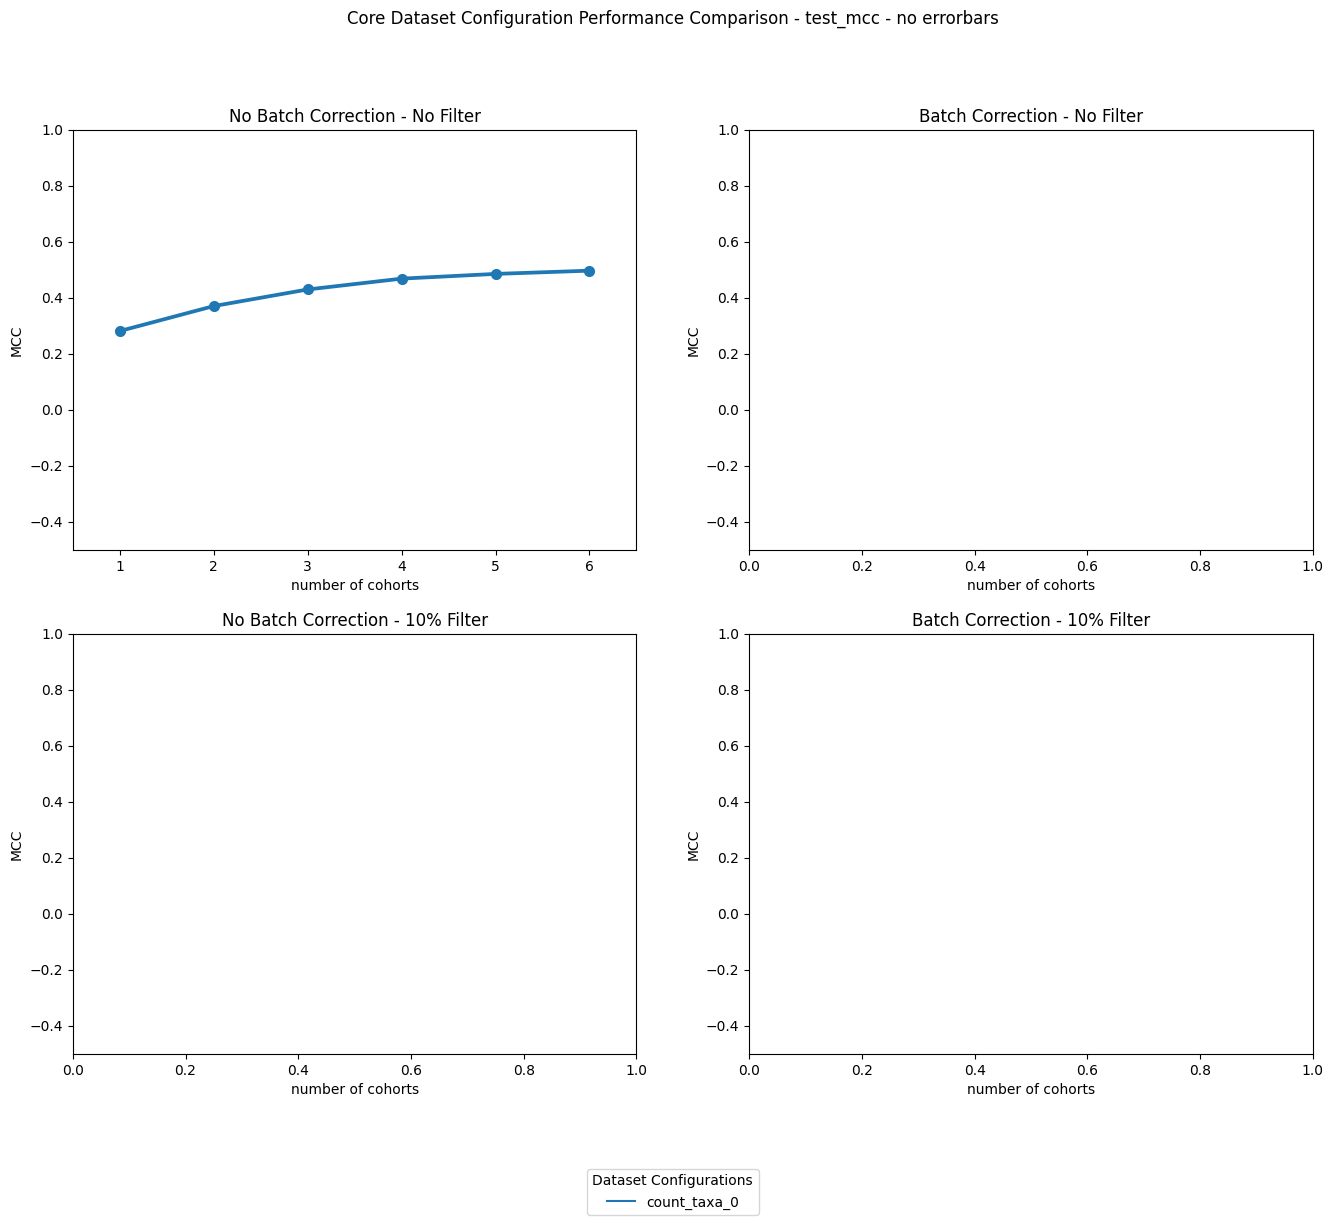 Core Dataset Configuration Performance Comparison - test_mcc - no errorbars
No Batch Correction - No Filter
1.0
0.8
0.6
0.4
0.2
0.0
−0.2
−0.4
MCC
1 2 3 4 5 6
number of cohorts
Batch Correction - No Filter
1.0
0.8
0.6
0.4
0.2
0.0
−0.2
−0.4
MCC
0.0 0.2 0.4 0.6 0.8 1.0
number of cohorts
No Batch Correction - 10% Filter
1.0
0.8
0.6
0.4
0.2
0.0
−0.2
−0.4
MCC
0.0 0.2 0.4 0.6 0.8 1.0
number of cohorts
Batch Correction - 10% Filter
1.0
0.8
0.6
0.4
0.2
0.0
−0.2
−0.4
MCC
0.0 0.2 0.4 0.6 0.8 1.0
number of cohorts
Dataset Configurations
count_taxa_0